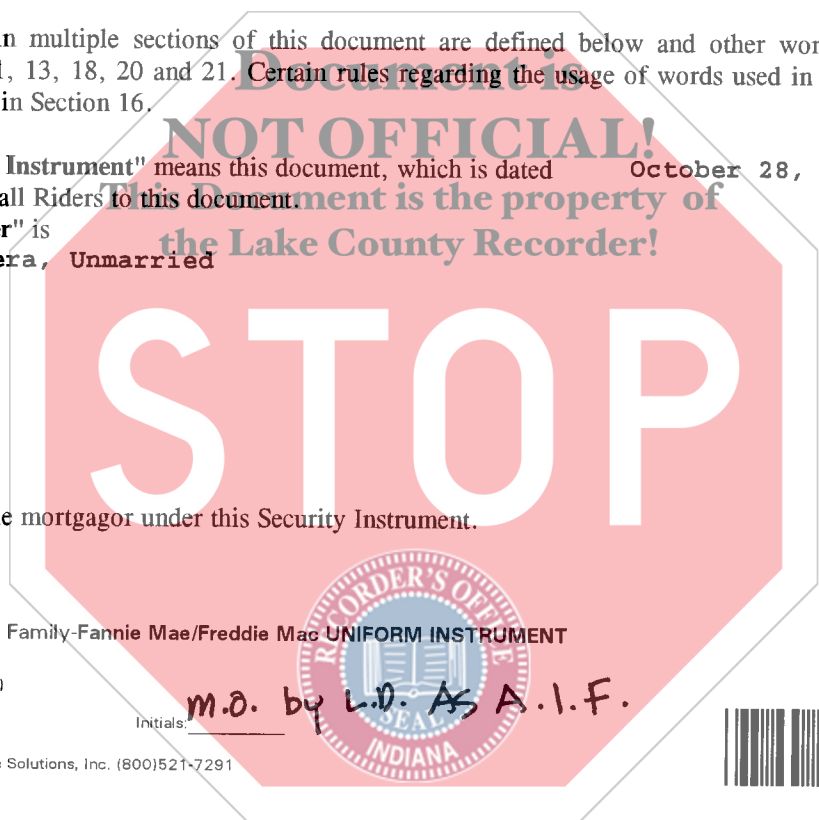 n multiple sections of this document are defined below and other wor
, 13, 18, 20 and 21. Certain rules regarding the usage of words used in
in Section 16.
Document is
NOT OFFICIAL!
This Document is the property of
the Lake County Recorder!
Instrument" means this document, which is dated October 28,
all Riders to this document.
r" is
era, Unmarried
STOP
e mortgagor under this Security Instrument.
Family-Fannie Mae/Freddie Mac UNIFORM INSTRUMENT
RECORDER'S OFFICE
SEAL
INDIANA
Initials: M.O. by L.D. As A.I.F.
Solutions, Inc. (800)521-7291